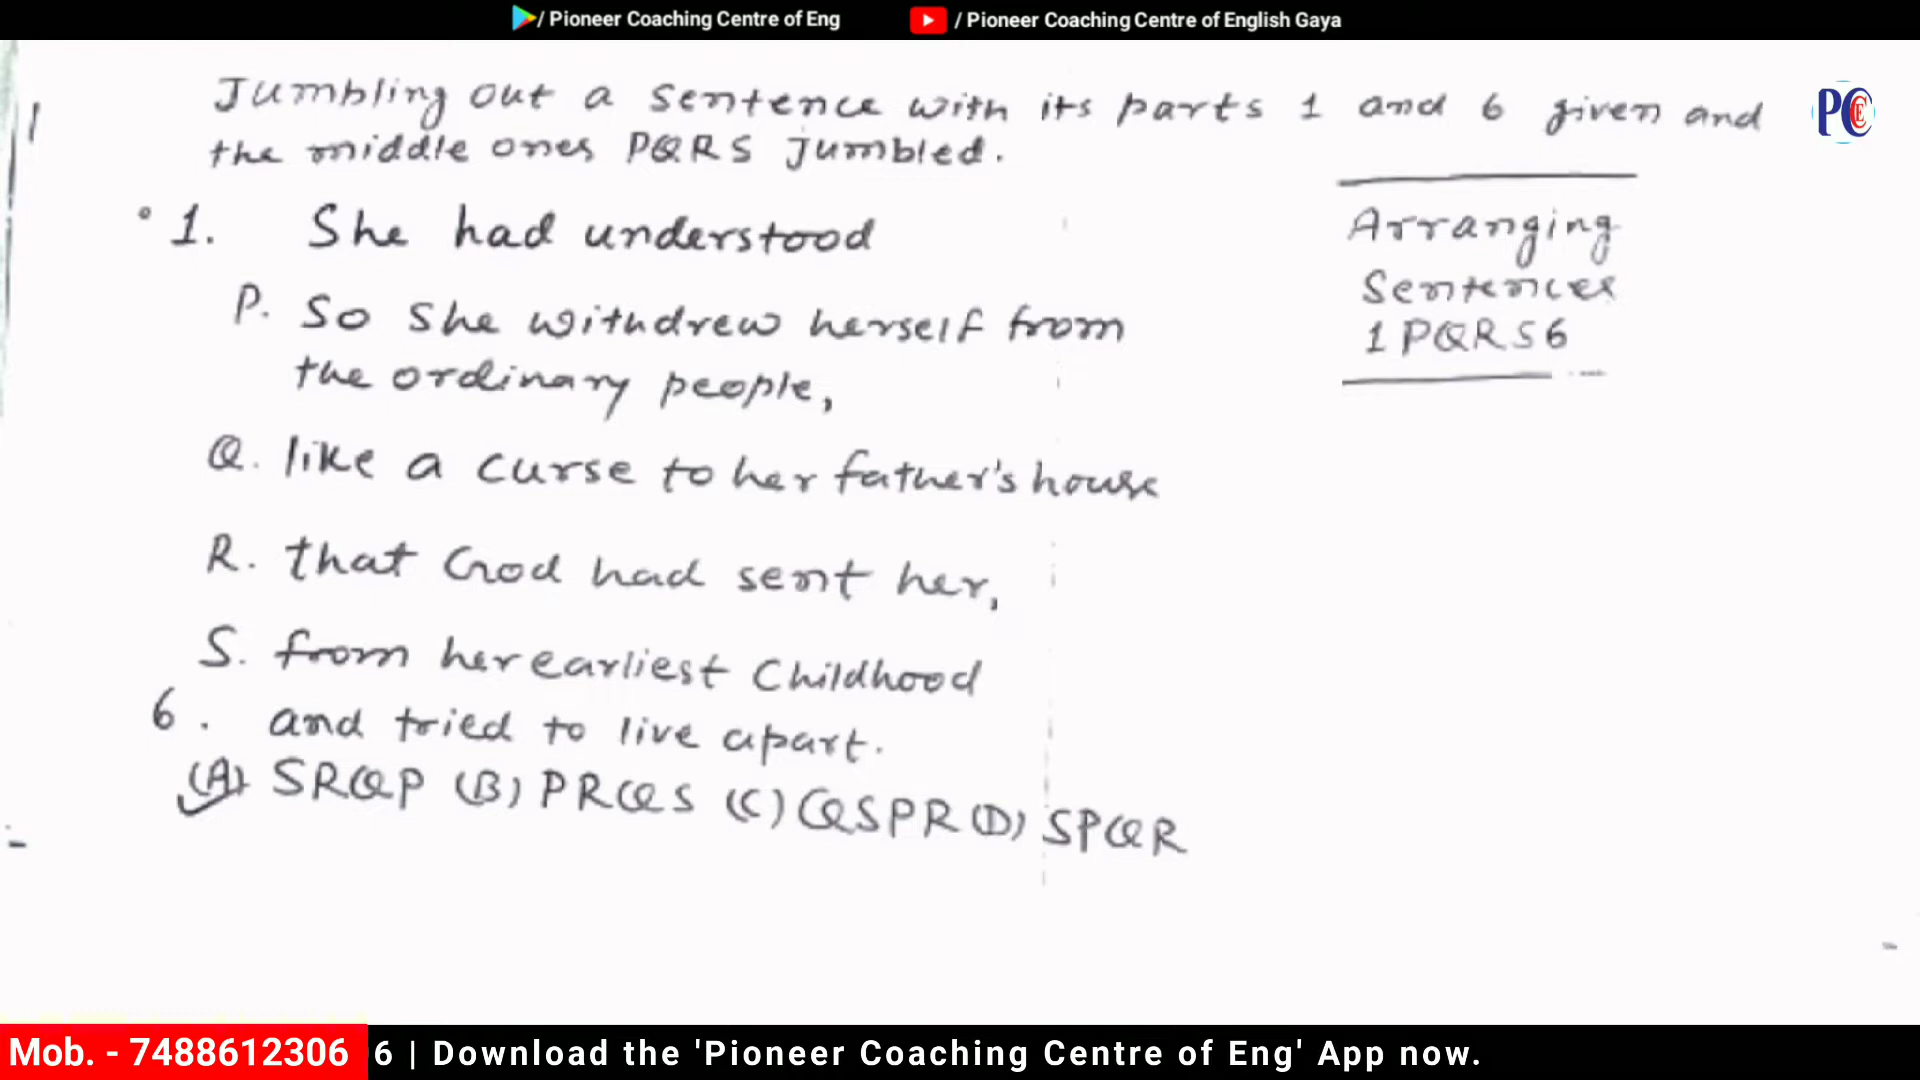 / Pioneer Coaching Centre of Eng / Pioneer Coaching Centre of English Gaya
Jumbling out a sentence with its parts 1 and 6 given and
the middle ones PQRS jumbled.
PCEC
Arranging
Sentences
1 PQRS6
1. She had understood
P. So she withdrew herself from
the ordinary people,
Q. like a curse to her father's house
R. that God had sent her,
S. from her earliest Childhood
6. and tried to live apart.
(A) SRQP (B) PRQS (C) QSPR (D) SPQR
Mob. - 7488612306 6 | Download the 'Pioneer Coaching Centre of Eng' App now.